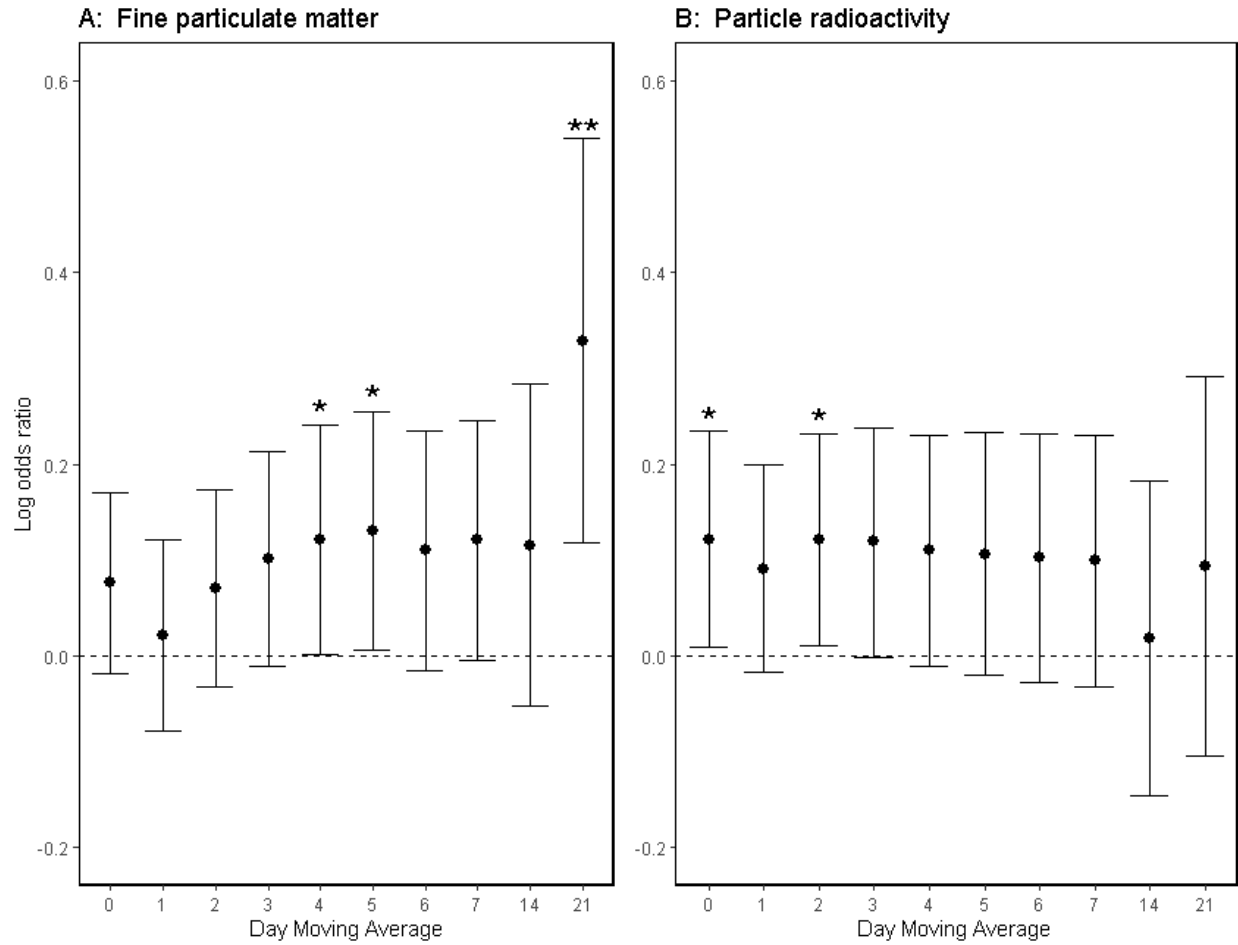 A: Fine particulate matter
B: Particle radioactivity
Log odds ratio
0.6
0.4
0.2
0.0
-0.2
**
*
*
0 1 2 3 4 5 6 7 14 21
Day Moving Average
0.6
0.4
0.2
0.0
-0.2
*
*
0 1 2 3 4 5 6 7 14 21
Day Moving Average